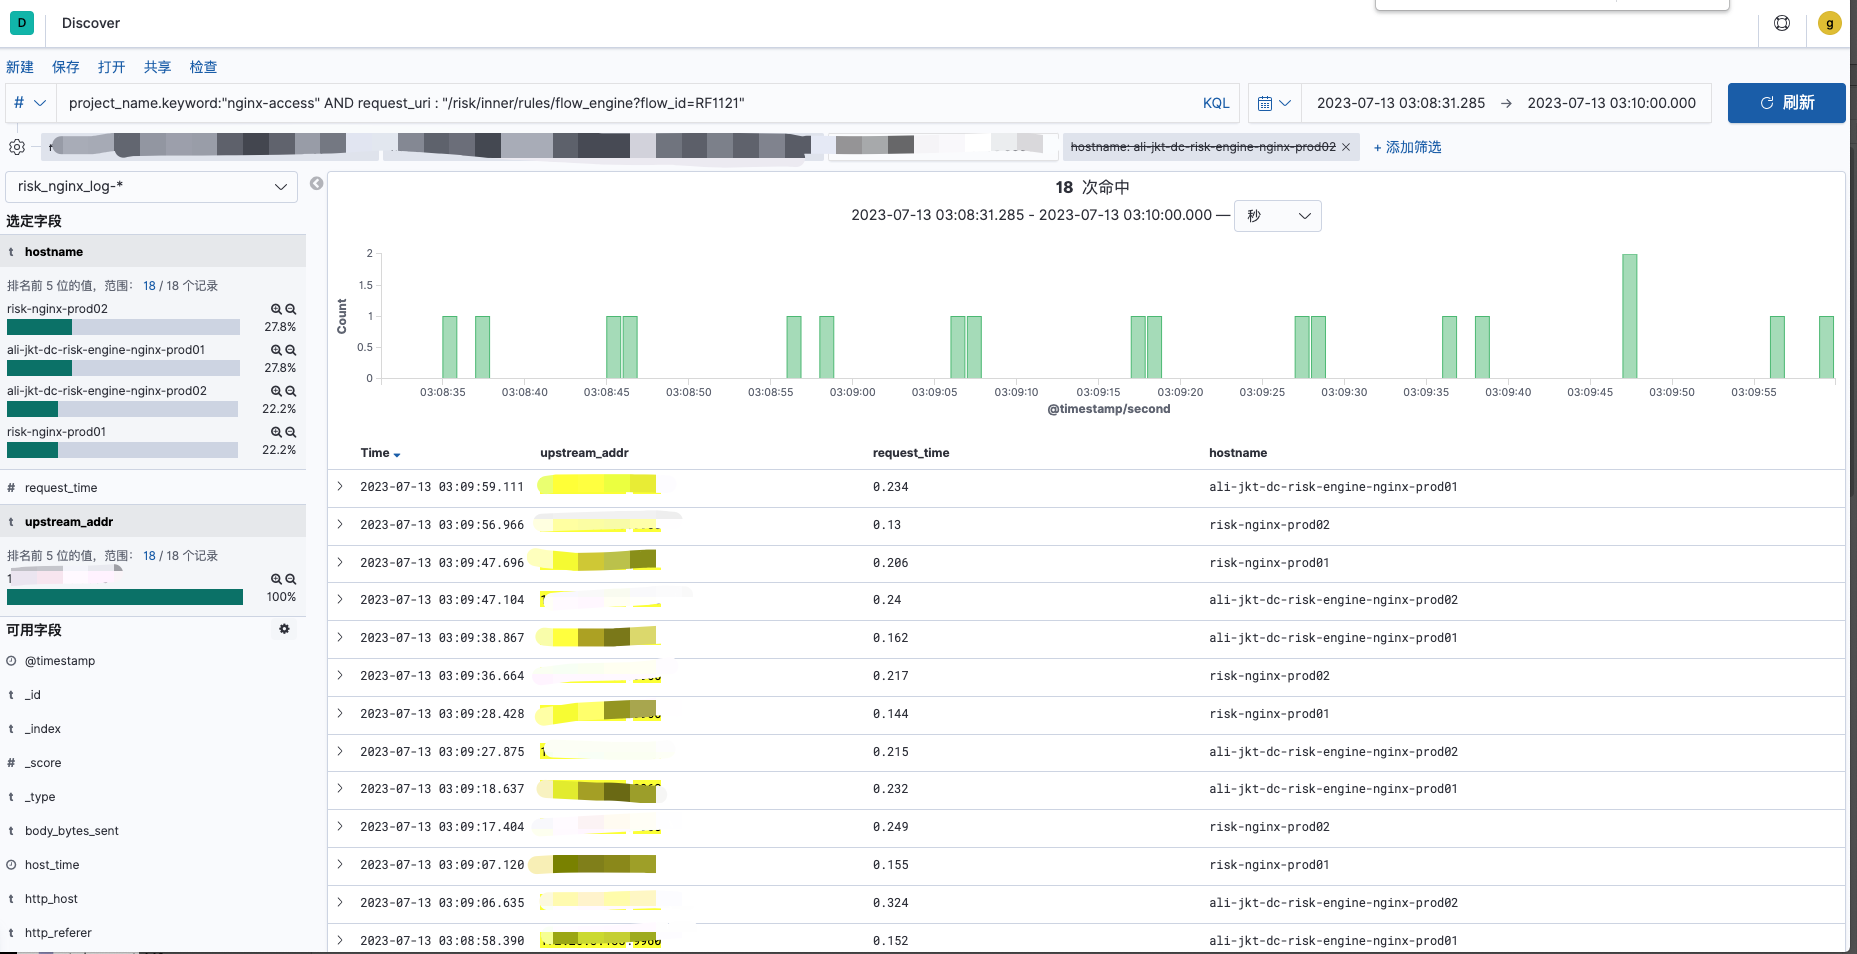 D Discover g
新建 保存 打开 共享 检查
# project_name.keyword:"nginx-access" AND request_uri : "/risk/inner/rules/flow_engine?flow_id=RF1121" KQL 2023-07-13 03:08:31.285 → 2023-07-13 03:10:00.000 刷新
hostname: ali-jkt-dc-risk-engine-nginx-prod02 × + 添加筛选
risk_nginx_log-*
选定字段
t hostname
排名前 5 位的值，范围： 18 / 18 个记录
risk-nginx-prod02
27.8%
ali-jkt-dc-risk-engine-nginx-prod01
27.8%
ali-jkt-dc-risk-engine-nginx-prod02
22.2%
risk-nginx-prod01
22.2%
# request_time
t upstream_addr
排名前 5 位的值，范围： 18 / 18 个记录
1
100%
可用字段
@timestamp
t _id
t _index
# _score
t _type
t body_bytes_sent
host_time
t http_host
t http_referer
18 次命中
2023-07-13 03:08:31.285 - 2023-07-13 03:10:00.000 — 秒
2
1.5
1
0.5
0
Count
03:08:35 03:08:40 03:08:45 03:08:50 03:08:55 03:09:00 03:09:05 03:09:10 03:09:15 03:09:20 03:09:25 03:09:30 03:09:35 03:09:40 03:09:45 03:09:50 03:09:55
@timestamp/second
Time upstream_addr request_time hostname
2023-07-13 03:09:59.111 0.234 ali-jkt-dc-risk-engine-nginx-prod01
2023-07-13 03:09:56.966 0.13 risk-nginx-prod02
2023-07-13 03:09:47.696 0.206 risk-nginx-prod01
2023-07-13 03:09:47.104 0.24 ali-jkt-dc-risk-engine-nginx-prod02
2023-07-13 03:09:38.867 0.162 ali-jkt-dc-risk-engine-nginx-prod01
2023-07-13 03:09:36.664 0.217 risk-nginx-prod02
2023-07-13 03:09:28.428 0.144 risk-nginx-prod01
2023-07-13 03:09:27.875 0.215 ali-jkt-dc-risk-engine-nginx-prod02
2023-07-13 03:09:18.637 0.232 ali-jkt-dc-risk-engine-nginx-prod01
2023-07-13 03:09:17.404 0.249 risk-nginx-prod02
2023-07-13 03:09:07.120 0.155 risk-nginx-prod01
2023-07-13 03:09:06.635 0.324 ali-jkt-dc-risk-engine-nginx-prod02
2023-07-13 03:08:58.390 0.152 ali-jkt-dc-risk-engine-nginx-prod01